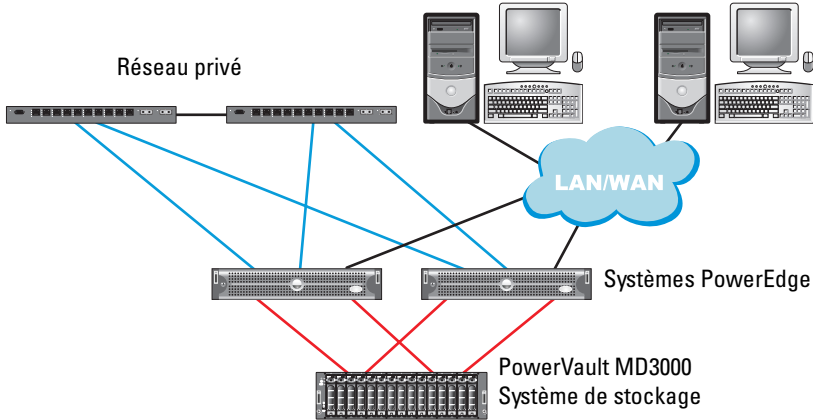 Réseau privé
LAN/WAN
Systèmes PowerEdge
PowerVault MD3000
Système de stockage